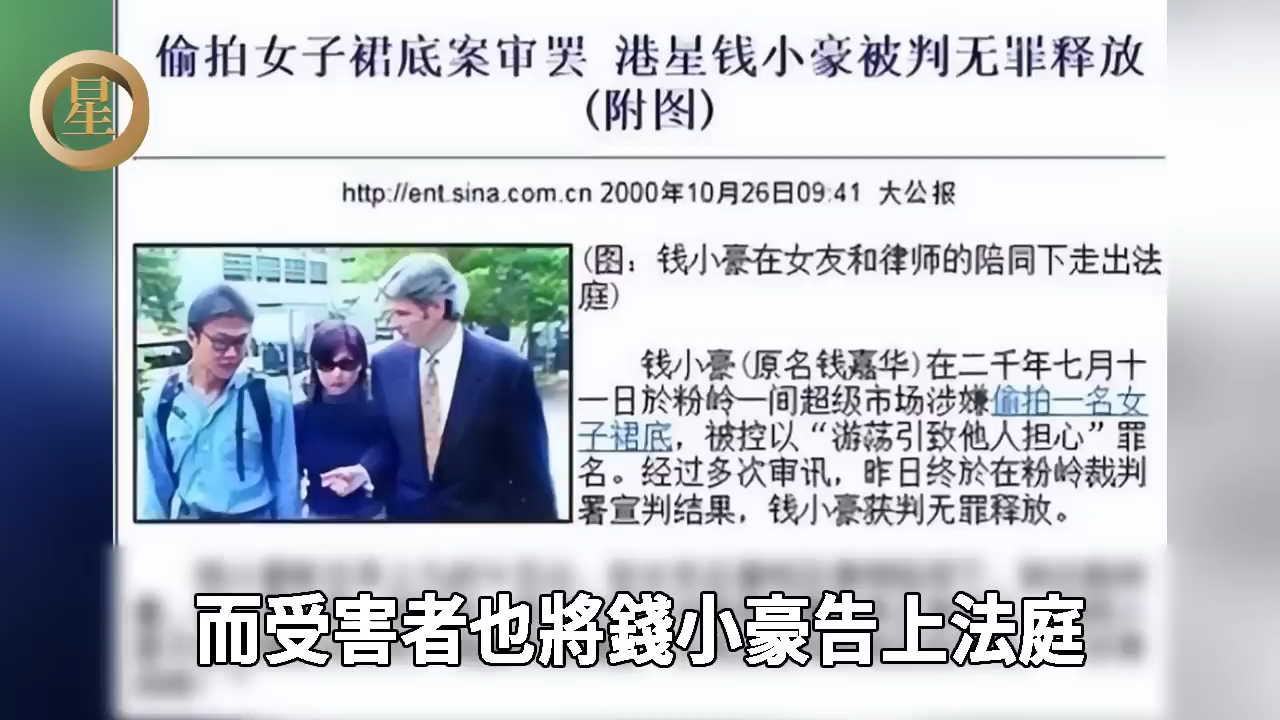 星
偷拍女子裙底案审罢 港星钱小豪被判无罪释放
(附图)
http://ent.sina.com.cn 2000年10月26日09:41 大公报
(图：钱小豪在女友和律师的陪同下走出法
庭)
钱小豪(原名钱嘉华)在二千年七月十
一日於粉岭一间超级市场涉嫌偷拍一名女
子裙底，被控以“游荡引致他人担心”罪
名。经过多次审讯，昨日终於在粉岭裁判
署宣判结果，钱小豪获判无罪释放。
而受害者也將錢小豪告上法庭